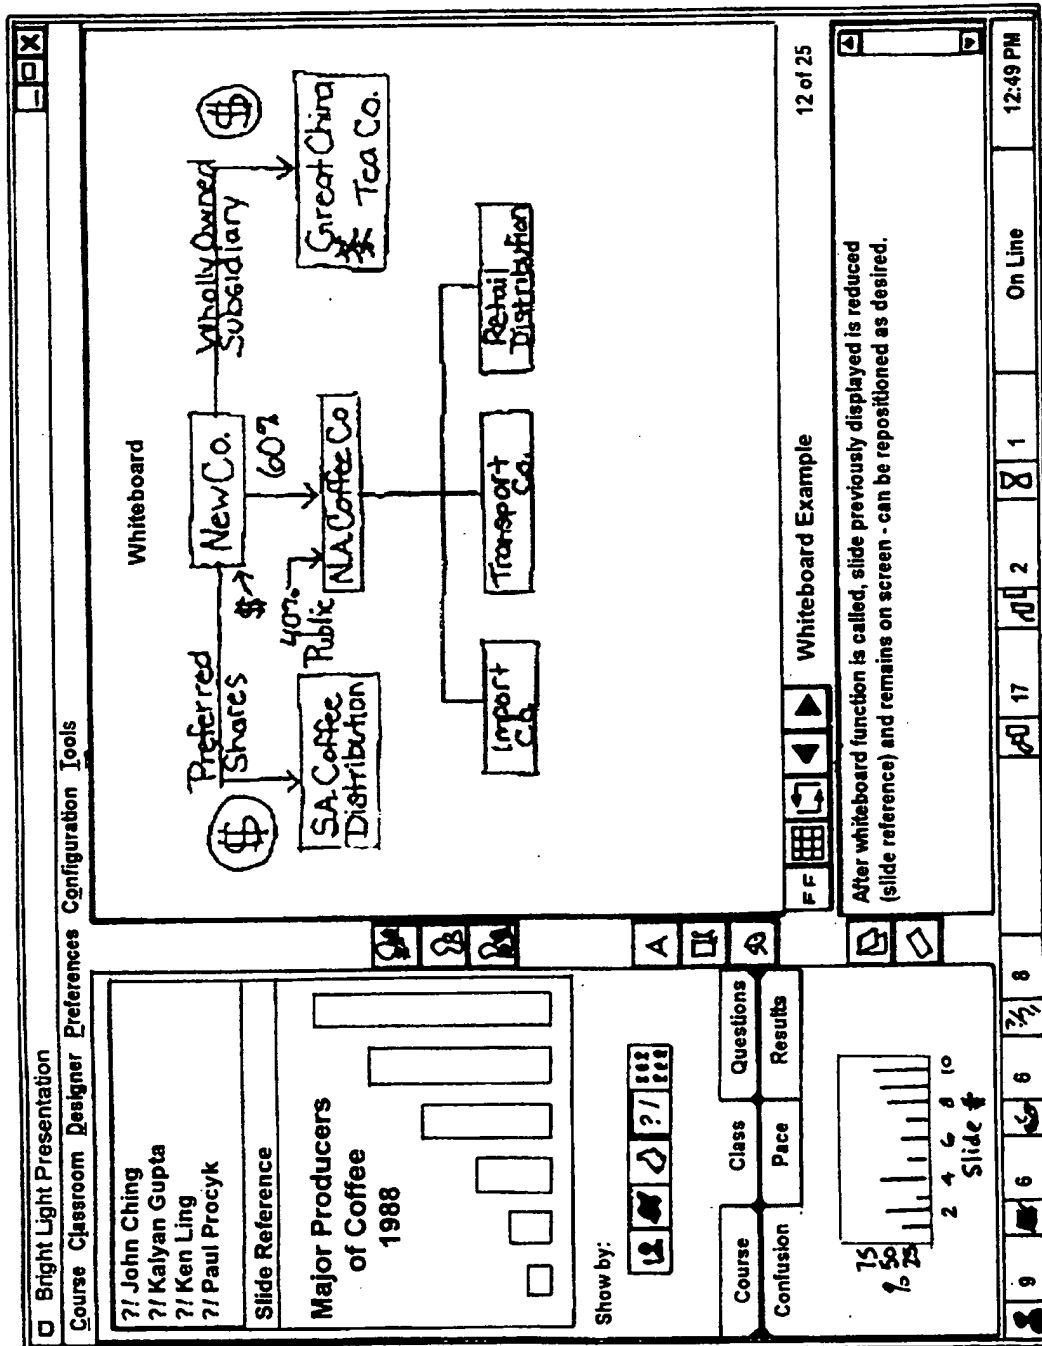 Bright Light Presentation
Course Classroom Designer Preferences Configuration Tools
?/ John Ching
?/ Kalyan Gupta
?/ Ken Ling
?/ Paul Procyk
Slide Reference
Major Producers
of Coffee
1988
Show by:
?/
Course
Class
Questions
Confusion
Pace
Results
75
% 50
25
2 4 6 8 10
Slide #
A
Whiteboard
Preferred
Shares
$
New Co.
Wholly Owned
Subsidiary
$
$
60%
40%
Public
SA Coffee
Distribution
NA Coffee Co
Great China
Tea Co.
Import
Co.
Transport
Co.
Retail
Distribution
FF
Whiteboard Example
12 of 25
After whiteboard function is called, slide previously displayed is reduced
(slide reference) and remains on screen - can be repositioned as desired.
9
6
6
?/
8
17
2
1
On Line
12:49 PM